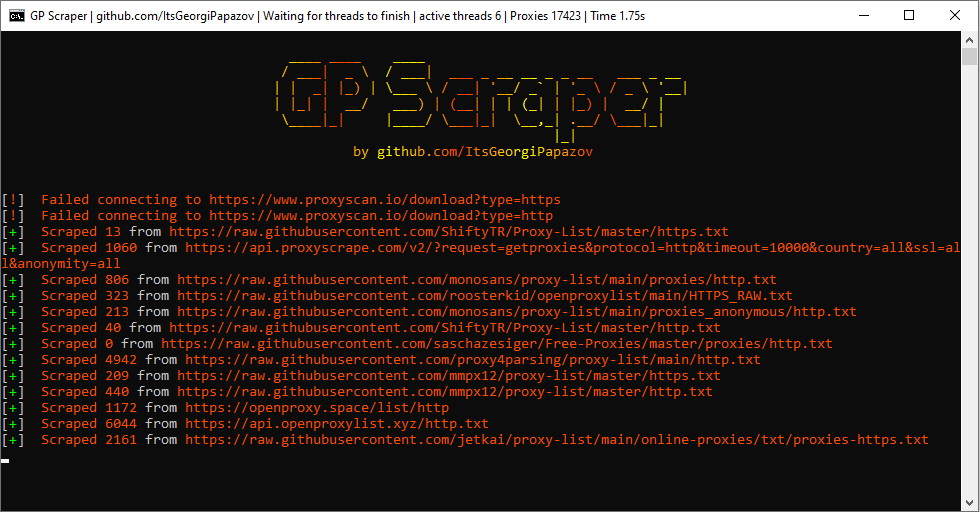 GP Scraper | github.com/ItsGeorgiPapazov | Waiting for threads to finish | active threads 6 | Proxies 17423 | Time 1.75s
GP Scraper
by github.com/ItsGeorgiPapazov
[!] Failed connecting to https://www.proxyscan.io/download?type=https
[!] Failed connecting to https://www.proxyscan.io/download?type=http
[+] Scraped 13 from https://raw.githubusercontent.com/ShiftyTR/Proxy-List/master/https.txt
[+] Scraped 1060 from https://api.proxyscrape.com/v2/?request=getproxies&protocol=http&timeout=10000&country=all&ssl=al
l&anonymity=all
[+] Scraped 806 from https://raw.githubusercontent.com/monosans/proxy-list/main/proxies/http.txt
[+] Scraped 323 from https://raw.githubusercontent.com/roosterkid/openproxylist/main/HTTPS_RAW.txt
[+] Scraped 213 from https://raw.githubusercontent.com/monosans/proxy-list/main/proxies_anonymous/http.txt
[+] Scraped 40 from https://raw.githubusercontent.com/ShiftyTR/Proxy-List/master/http.txt
[+] Scraped 0 from https://raw.githubusercontent.com/saschazesiger/Free-Proxies/master/proxies/http.txt
[+] Scraped 4942 from https://raw.githubusercontent.com/proxy4parsing/proxy-list/main/http.txt
[+] Scraped 209 from https://raw.githubusercontent.com/mmpx12/proxy-list/master/https.txt
[+] Scraped 440 from https://raw.githubusercontent.com/mmpx12/proxy-list/master/http.txt
[+] Scraped 1172 from https://openproxy.space/list/http
[+] Scraped 6044 from https://api.openproxylist.xyz/http.txt
[+] Scraped 2161 from https://raw.githubusercontent.com/jetkai/proxy-list/main/online-proxies/txt/proxies-https.txt